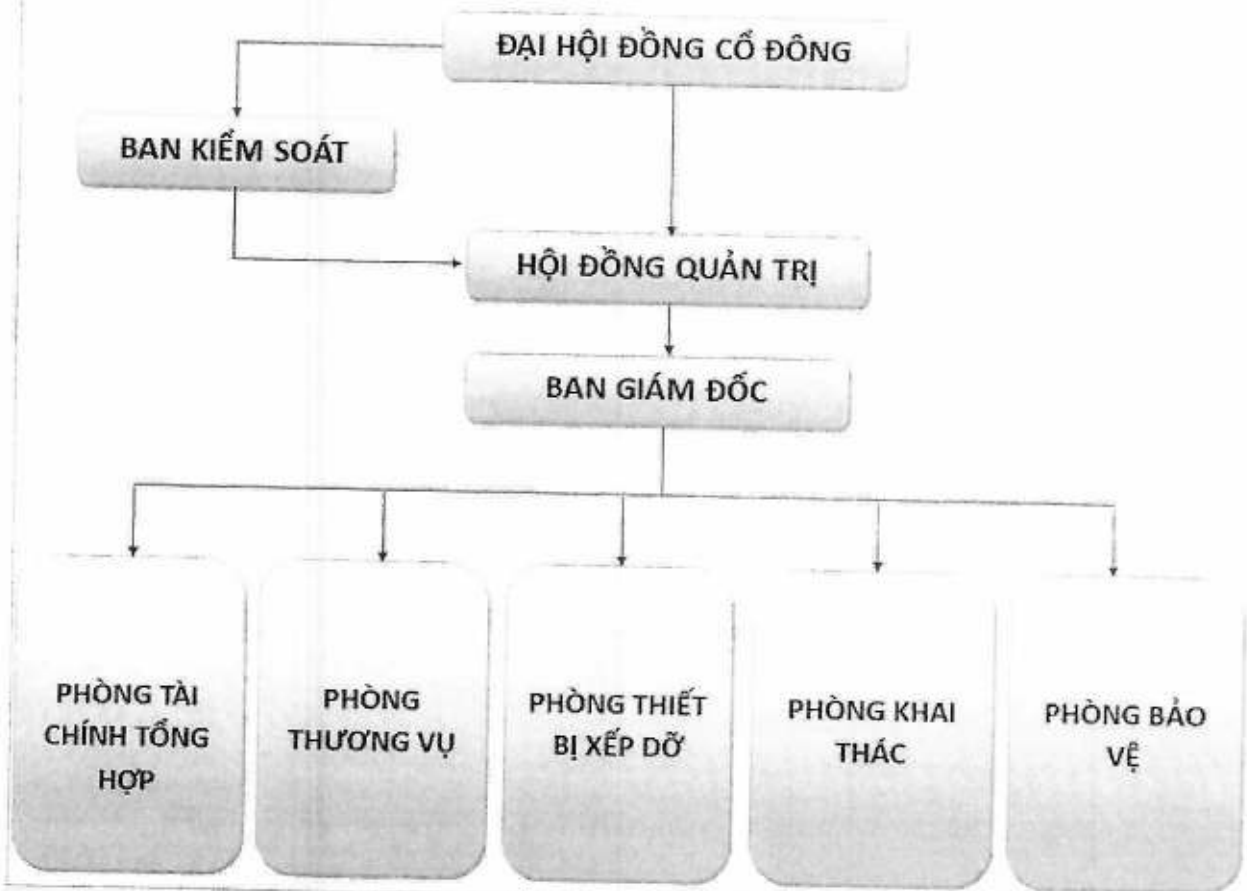 ĐẠI HỘI ĐỒNG CỔ ĐÔNG
BAN KIỂM SOÁT
HỘI ĐỒNG QUẢN TRỊ
BAN GIÁM ĐỐC
PHÒNG TÀI
CHÍNH TỔNG
HỢP
PHÒNG
THƯƠNG VỤ
PHÒNG THIẾT
BỊ XẾP DỠ
PHÒNG KHAI
THÁC
PHÒNG BẢO
VỆ